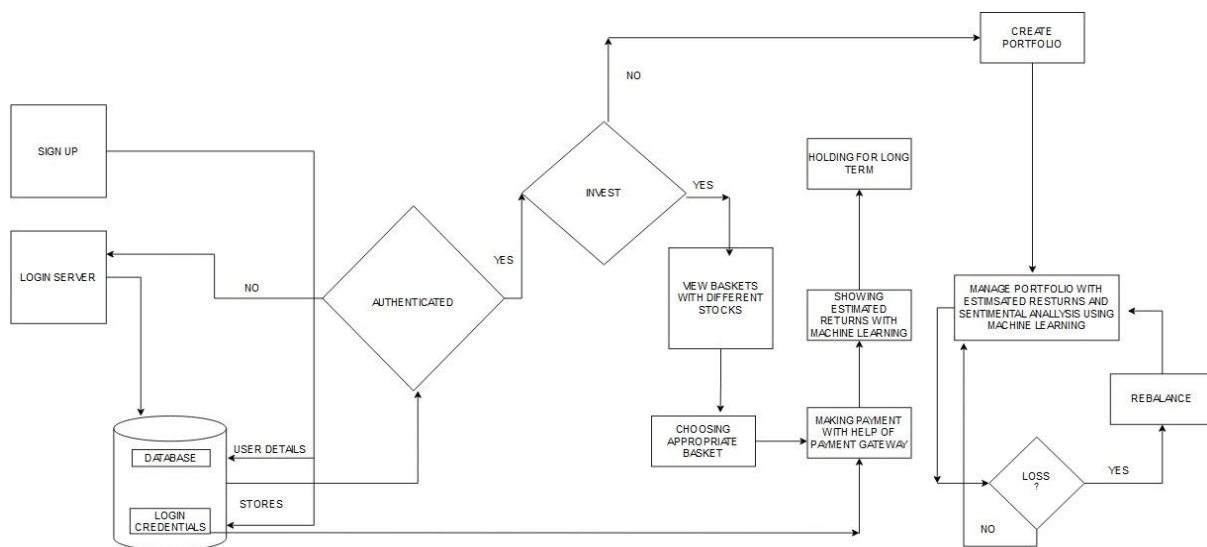 SIGN UP
LOGIN SERVER
DATABASE
LOGIN
CREDENTIALS
USER DETAILS
STORES
NO
AUTHENTICATED
YES
INVEST
NO
YES
VIEW BASKETS
WITH DIFFERENT
STOCKS
CHOOSING
APPROPRIATE
BASKET
MAKING PAYMENT
WITH HELP OF
PAYMENT GATEWAY
SHOWING
ESTIMATED
RETURNS WITH
MACHINE LEARNING
HOLDING FOR LONG
TERM
CREATE
PORTFOLIO
MANAGE PORTFOLIO WITH
ESTIMSATED RESTURNS AND
SENTIMENTAL ANALLYSIS USING
MACHINE LEARNING
LOSS
?
YES
NO
REBALANCE